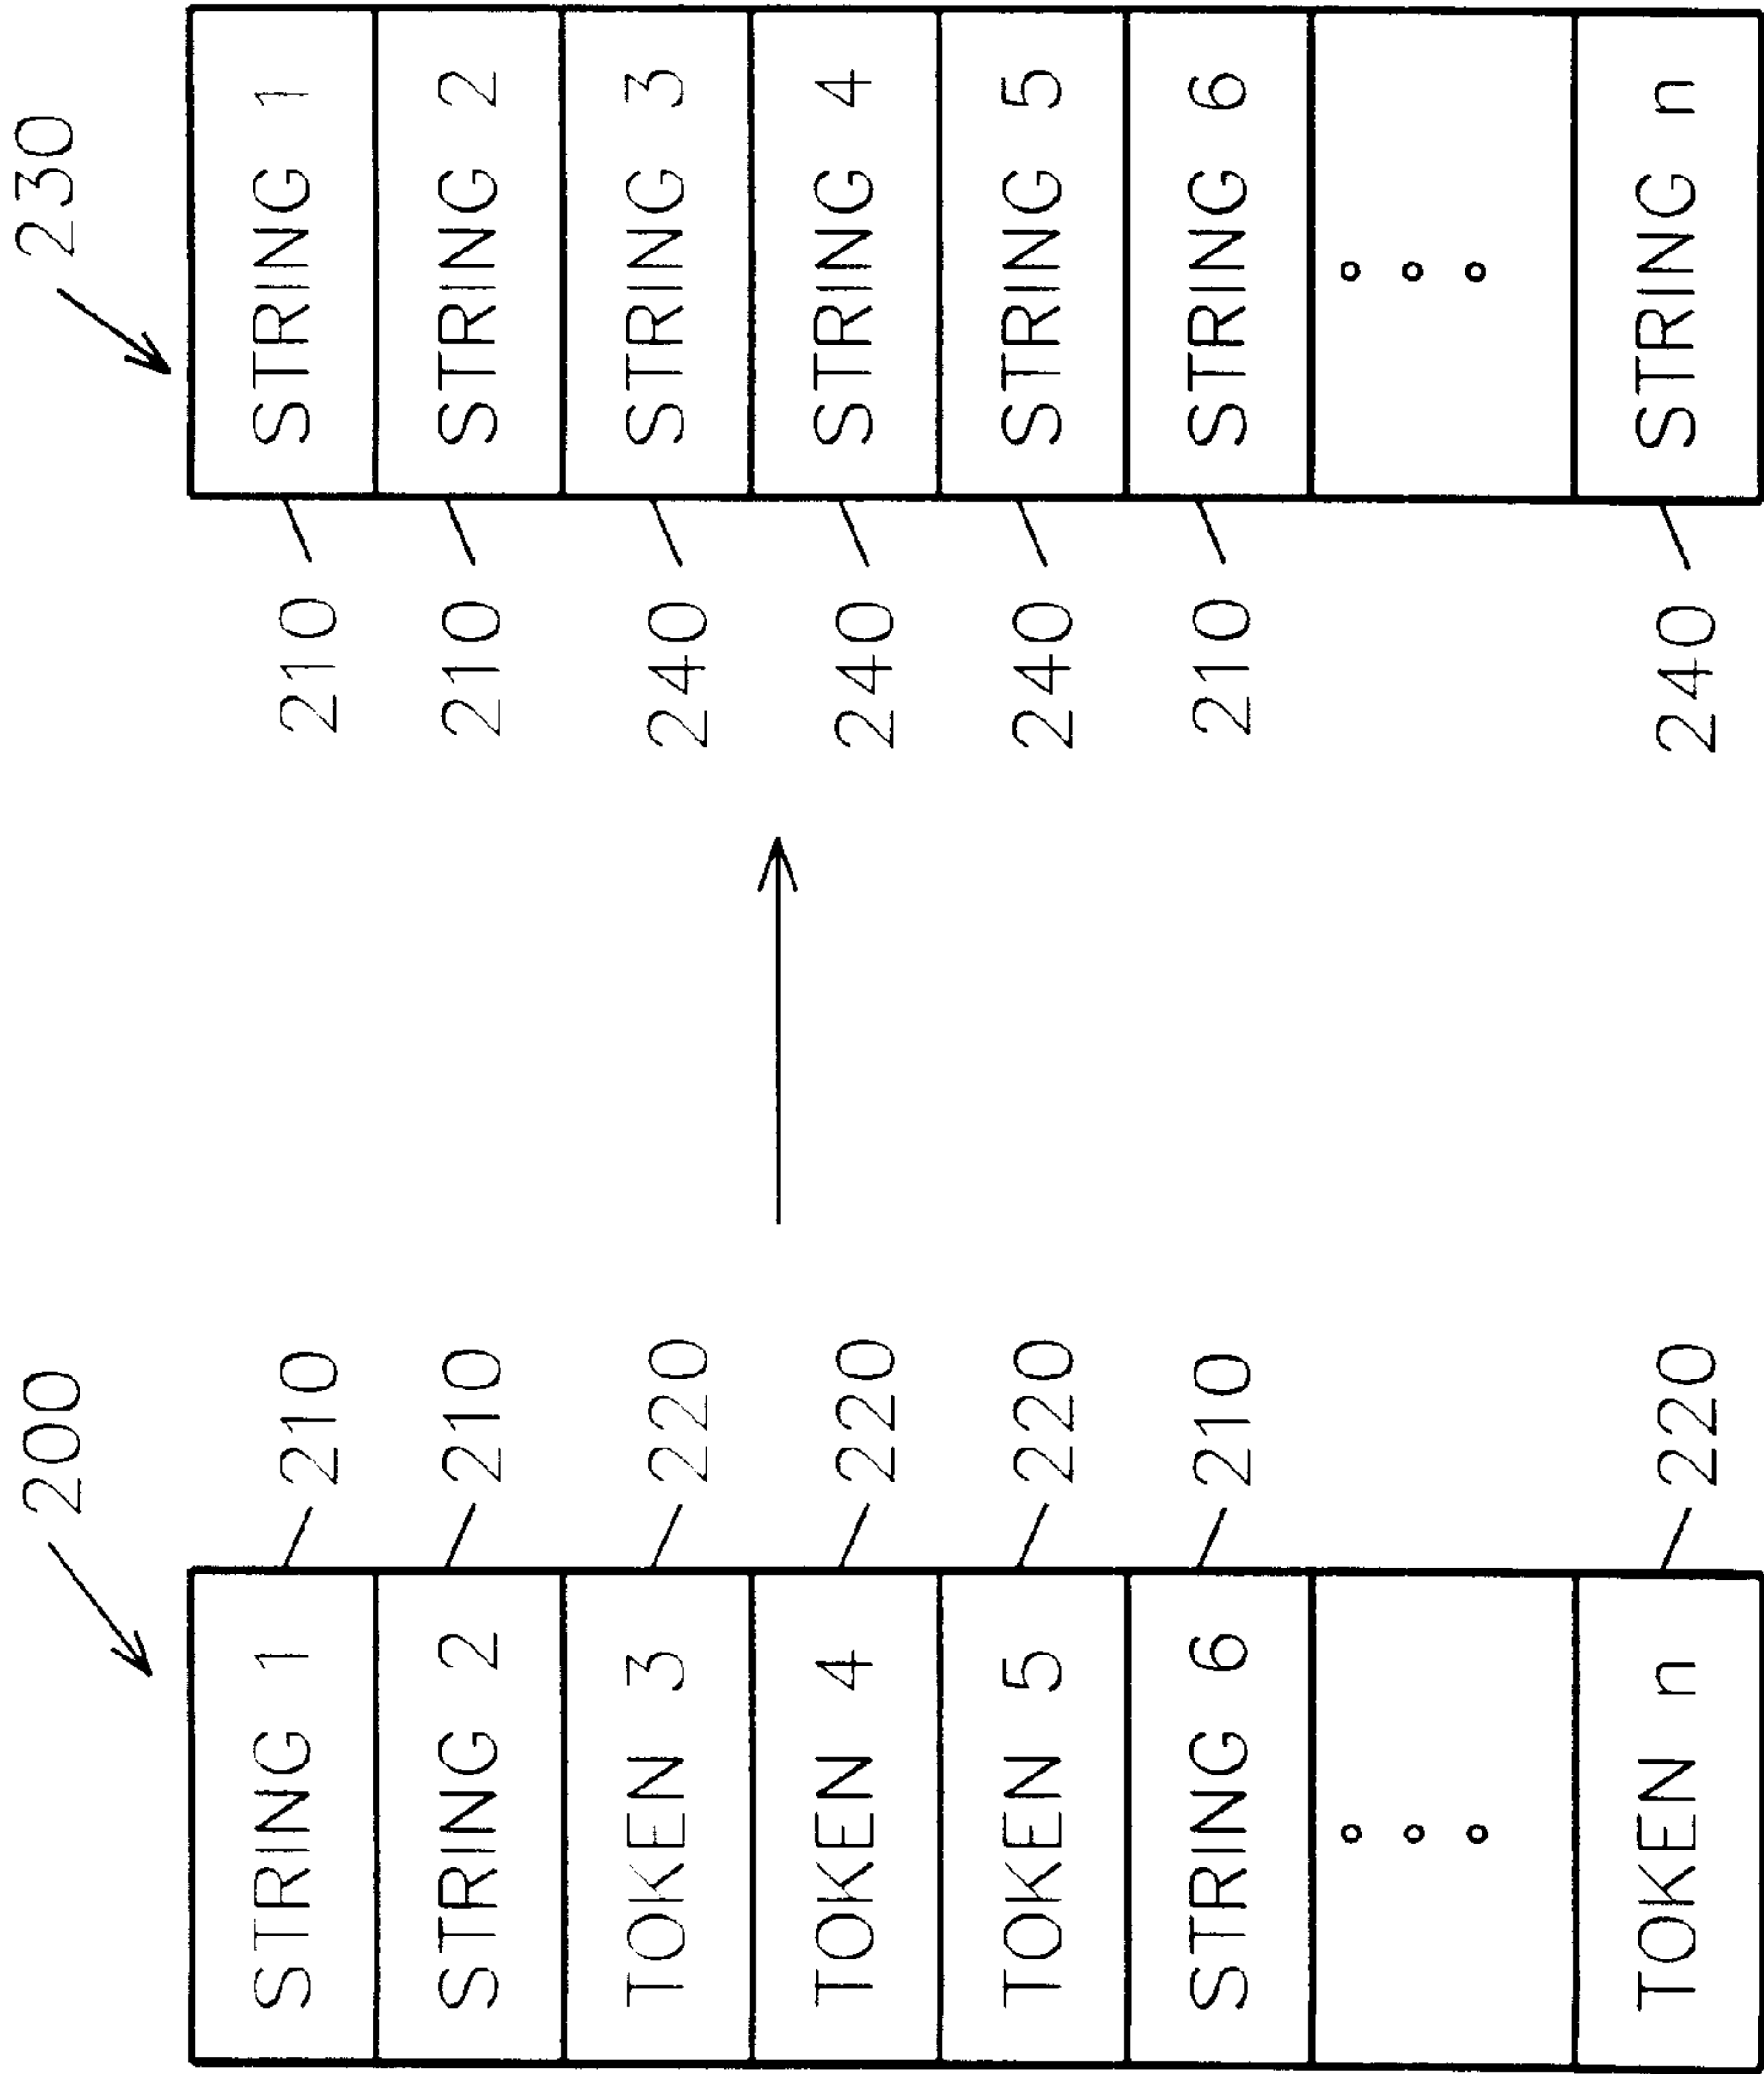 200
STRING 1
210
STRING 2
210
TOKEN 3
220
TOKEN 4
220
TOKEN 5
220
STRING 6
210
TOKEN n
220
230
210
STRING 1
210
STRING 2
240
STRING 3
240
STRING 4
240
STRING 5
210
STRING 6
240
STRING n